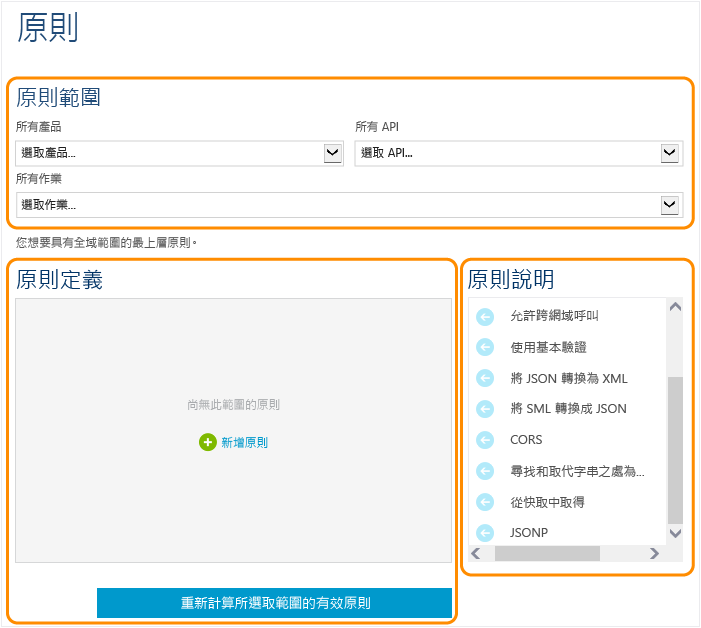 原則
原則範圍
所有產品
所有 API
選取產品...
選取 API...
所有作業
選取作業...
您想要具有全域範圍的最上層原則。
原則定義
尚無此範圍的原則
新增原則
重新計算所選取範圍的有效原則
原則說明
允許跨網域呼叫
使用基本驗證
將 JSON 轉換為 XML
將 SML 轉換成 JSON
CORS
尋找和取代字串之處為...
從快取中取得
JSONP